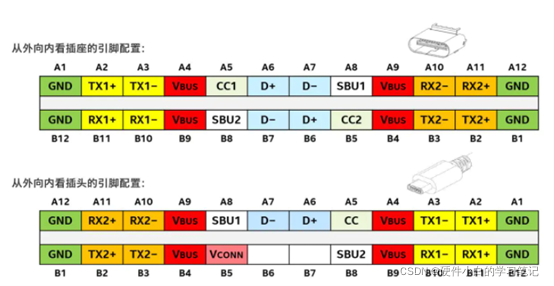 从外向内看插座的引脚配置：
A1 A2 A3 A4 A5 A6 A7 A8 A9 A10 A11 A12
GND TX1+ TX1− VBUS CC1 D+ D− SBU1 VBUS RX2− RX2+ GND
GND RX1+ RX1− VBUS SBU2 D− D+ CC2 VBUS TX2− TX2+ GND
B12 B11 B10 B9 B8 B7 B6 B5 B4 B3 B2 B1
从外向内看插头的引脚配置：
A12 A11 A10 A9 A8 A7 A6 A5 A4 A3 A2 A1
GND RX2+ RX2− VBUS SBU1 D− D+ CC VBUS TX1− TX1+ GND
GND TX2+ TX2− VBUS VCONN SBU2 VBUS RX1− RX1+ GND
B1 B2 B3 B4 B5 B6 B7 B8 B9 B10 B11 B12
CSDN @硬件小白的学习笔记